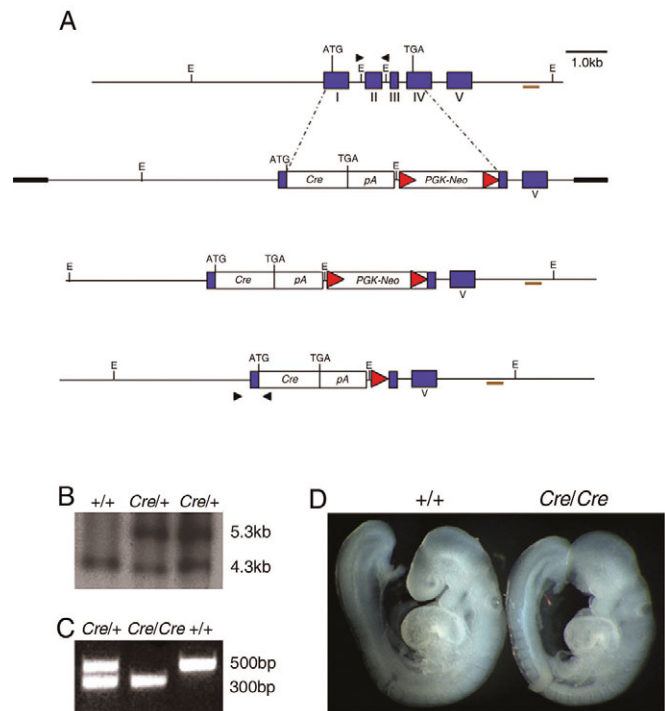 A
ATG TGA
1.0kb
E E E E
I II III IV V
ATG TGA
E E
Cre pA PGK-Neo
V
ATG TGA
E E E
Cre pA PGK-Neo
V
ATG TGA
E E E
Cre pA
V
B
+/+ Cre/+ Cre/+
5.3kb
4.3kb
C
Cre/+ Cre/Cre +/+
500bp
300bp
D
+/+ Cre/Cre